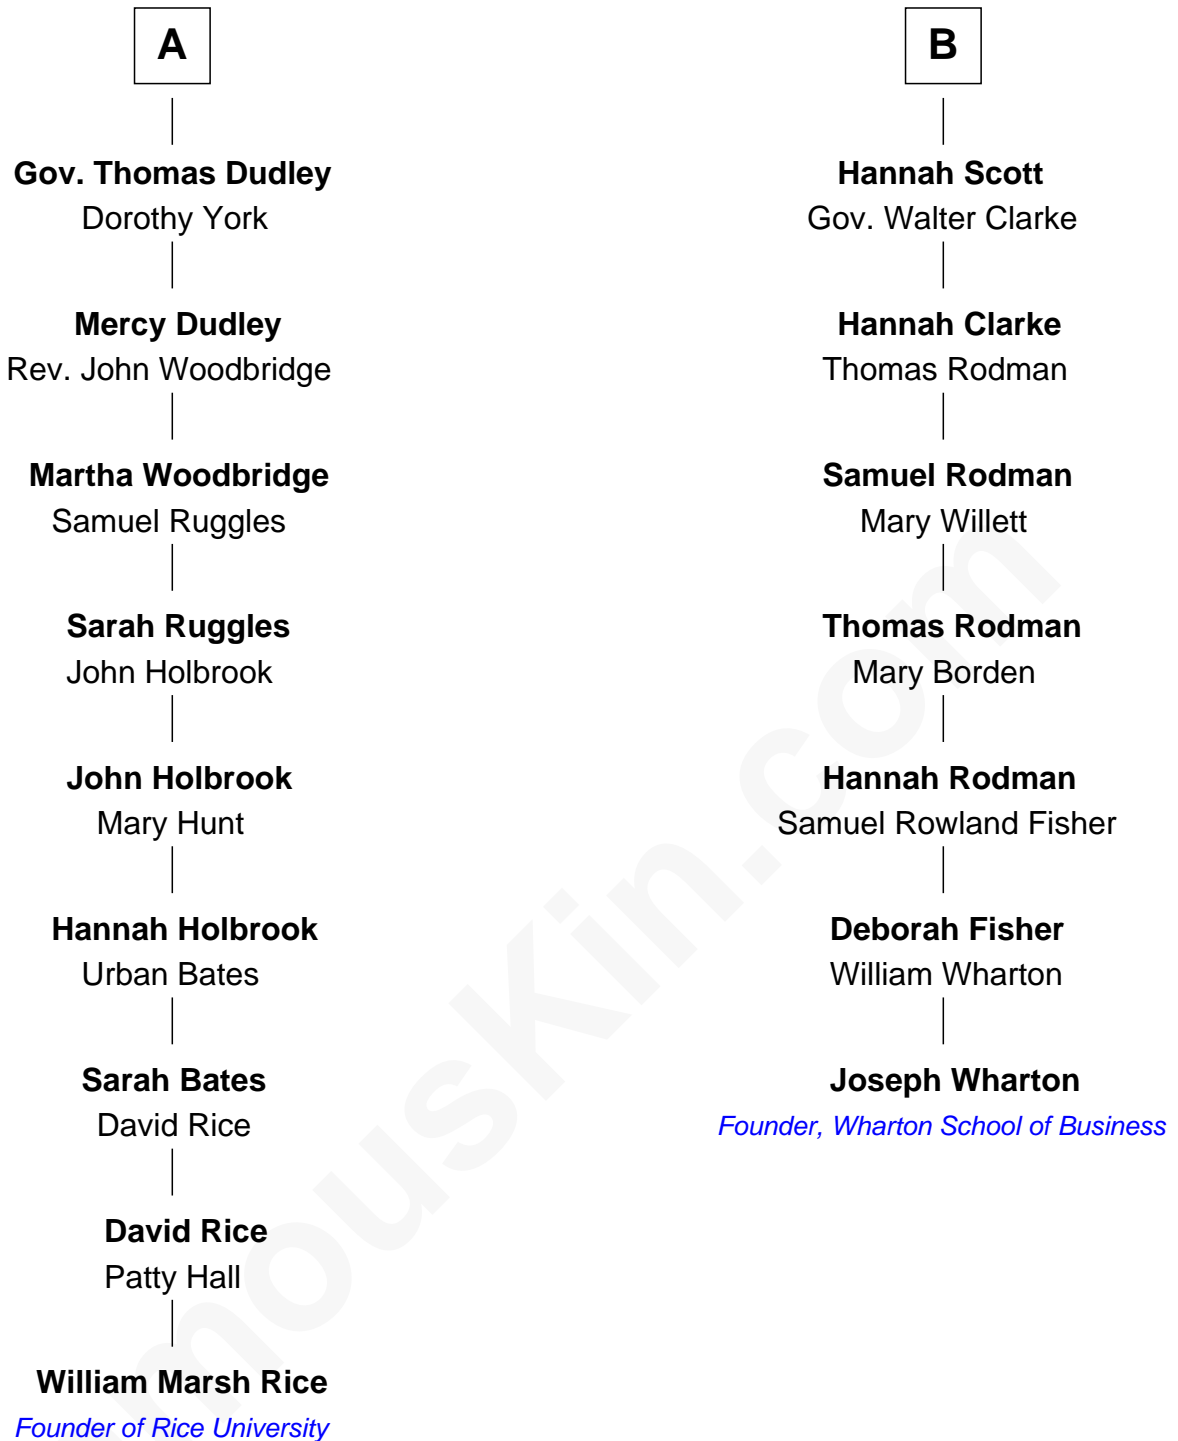 A
Gov. Thomas Dudley
Dorothy York
Mercy Dudley
Rev. John Woodbridge
Martha Woodbridge
Samuel Ruggles
Sarah Ruggles
John Holbrook
John Holbrook
Mary Hunt
Hannah Holbrook
Urban Bates
Sarah Bates
David Rice
David Rice
Patty Hall
William Marsh Rice
Founder of Rice University
B
Hannah Scott
Gov. Walter Clarke
Hannah Clarke
Thomas Rodman
Samuel Rodman
Mary Willett
Thomas Rodman
Mary Borden
Hannah Rodman
Samuel Rowland Fisher
Deborah Fisher
William Wharton
Joseph Wharton
Founder, Wharton School of Business
mousKin.com